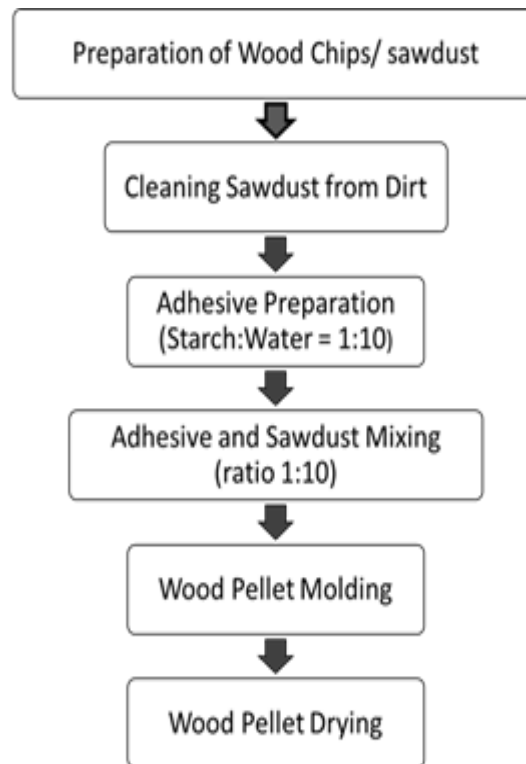 Preparation of Wood Chips/ sawdust
Cleaning Sawdust from Dirt
Adhesive Preparation
(Starch:Water = 1:10)
Adhesive and Sawdust Mixing
(ratio 1:10)
Wood Pellet Molding
Wood Pellet Drying